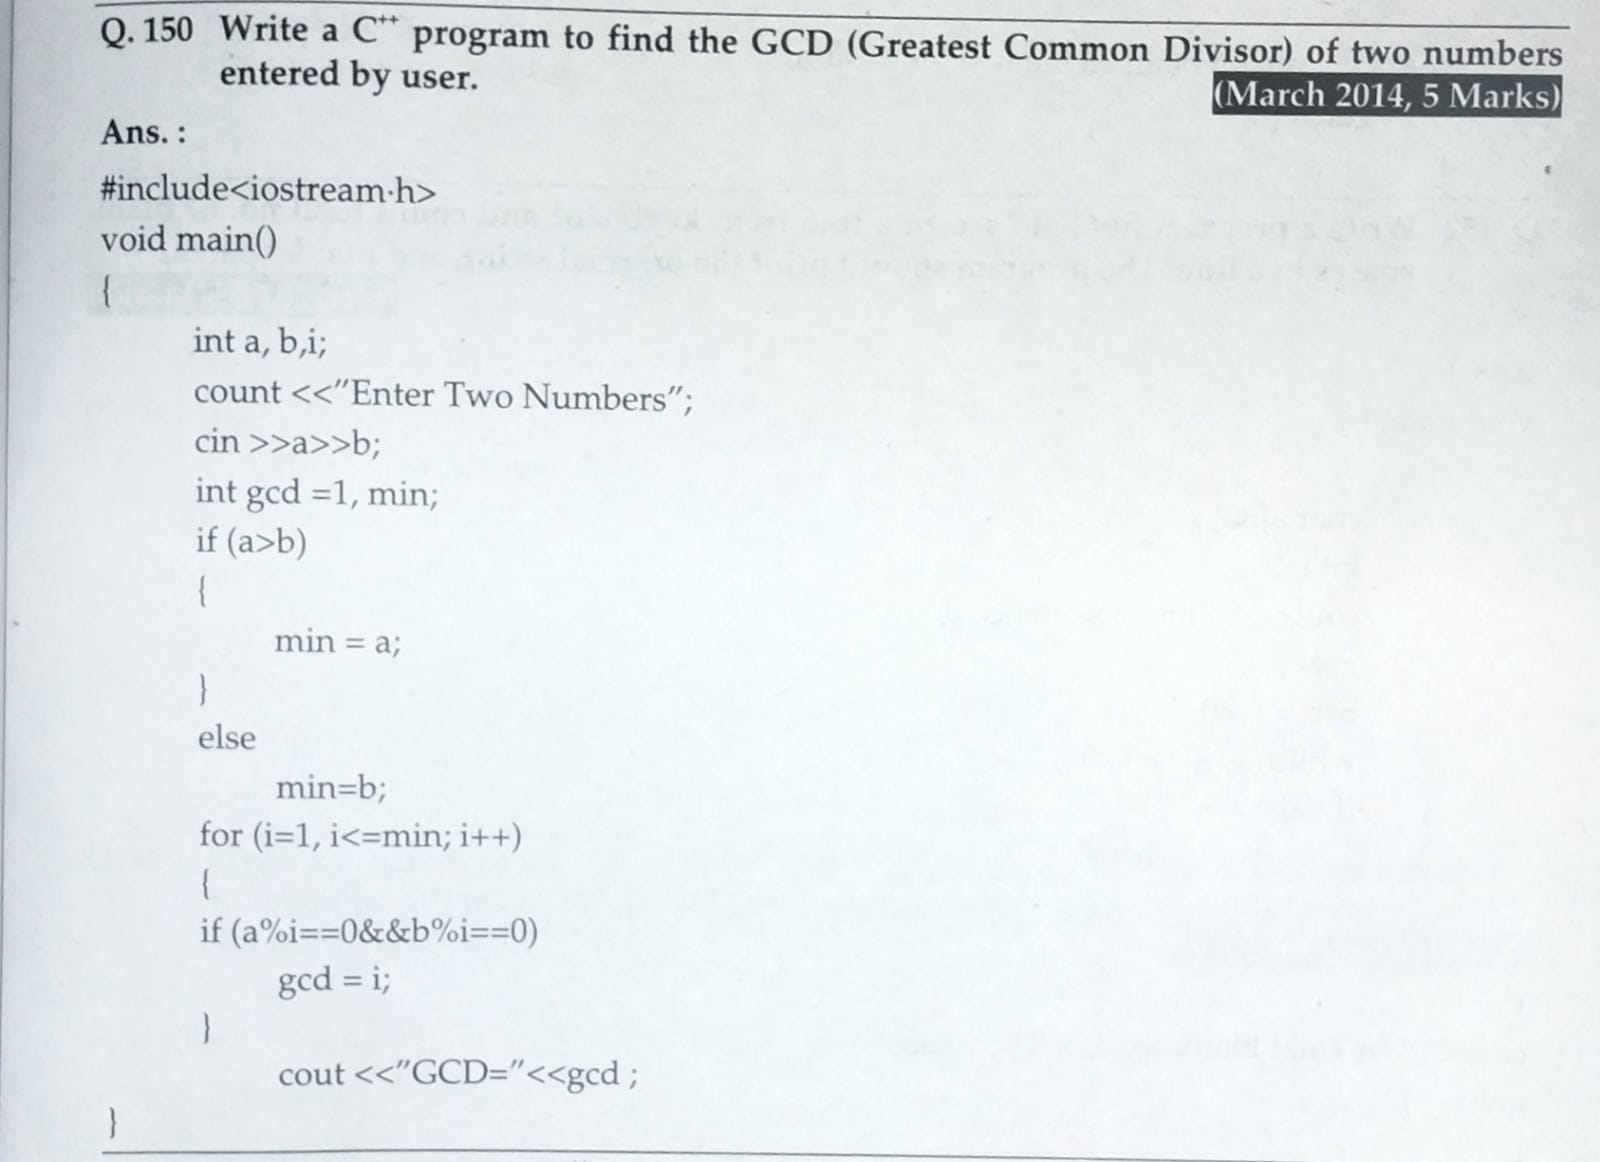 Q. 150 Write a C++ program to find the GCD (Greatest Common Divisor) of two numbers
entered by user.
(March 2014, 5 Marks)
Ans. :
#include<iostream·h>
void main()
{
int a, b,i;
count <<"Enter Two Numbers";
cin >>a>>b;
int gcd =1, min;
if (a>b)
{
min = a;
}
else
min=b;
for (i=1, i<=min; i++)
{
if (a%i==0&&b%i==0)
gcd = i;
}
cout <<"GCD="<<gcd ;
}